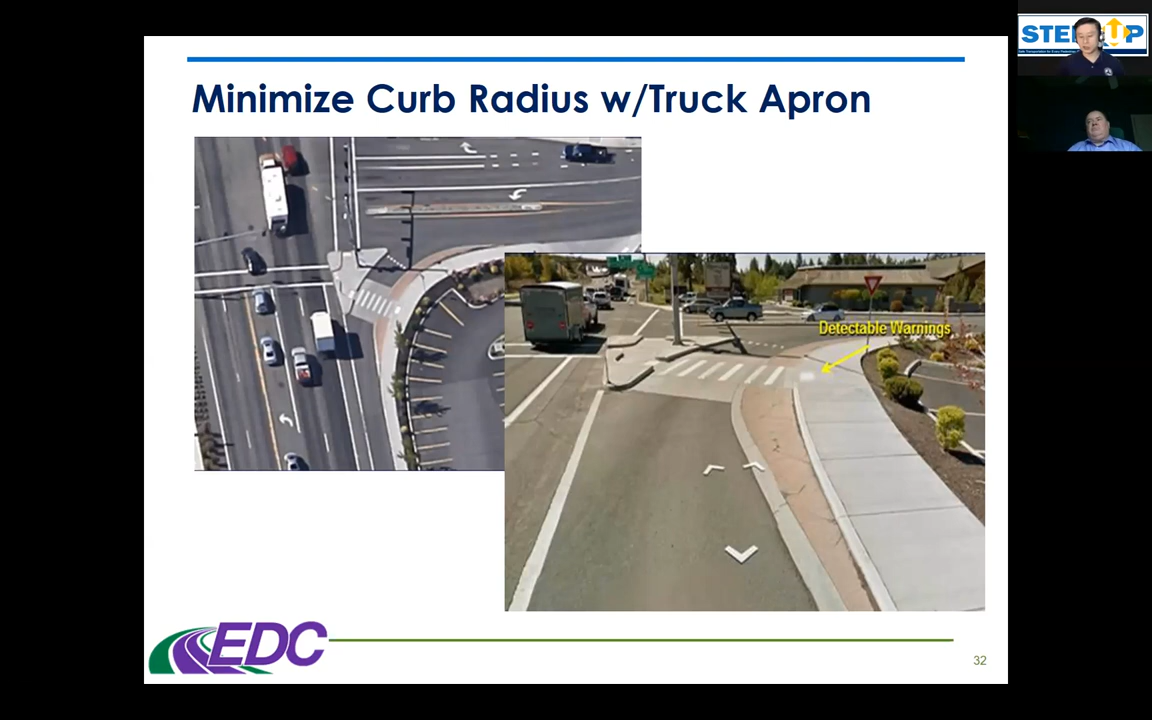 STEP UP
Minimize Curb Radius w/Truck Apron
Detectable Warnings
EDC
32